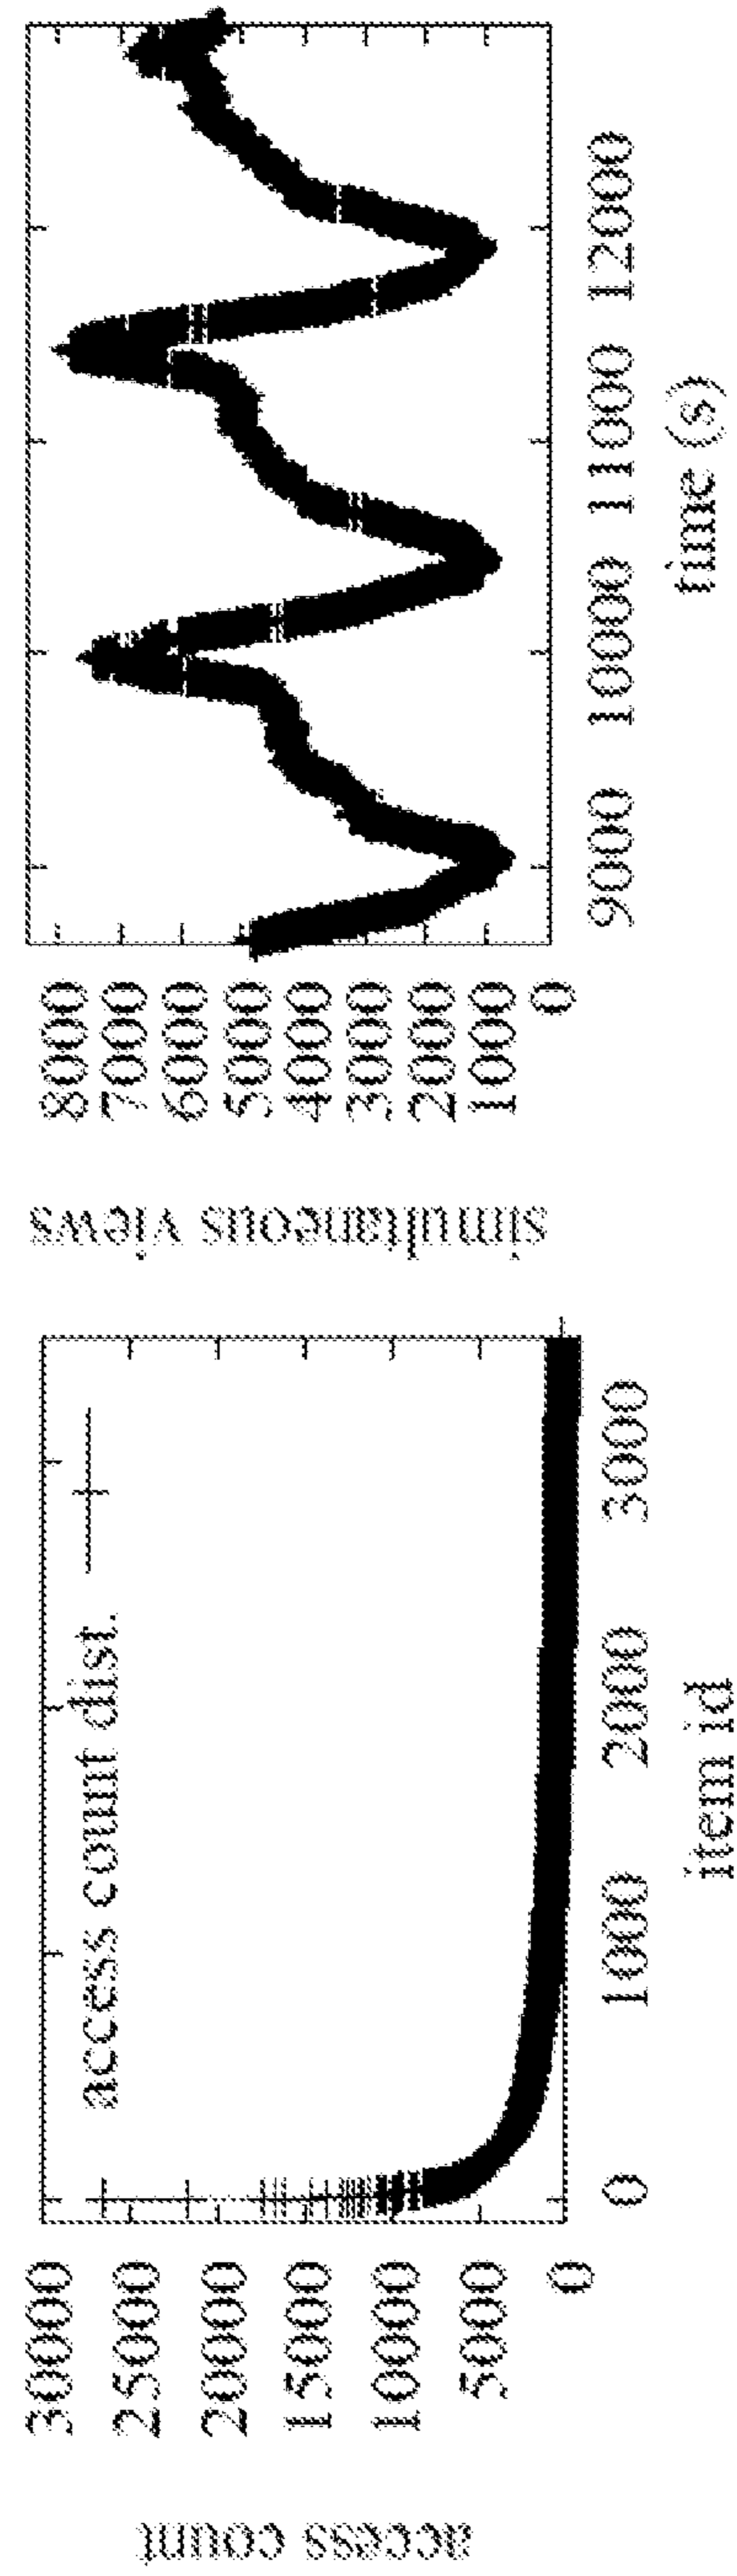 access count
30000
25000
20000
15000
10000
5000
0
access count dist.
0 1000 2000 3000
item id
simultaneous views
8000
7000
6000
5000
4000
3000
2000
1000
0
9000 10000 11000 12000
time (s)